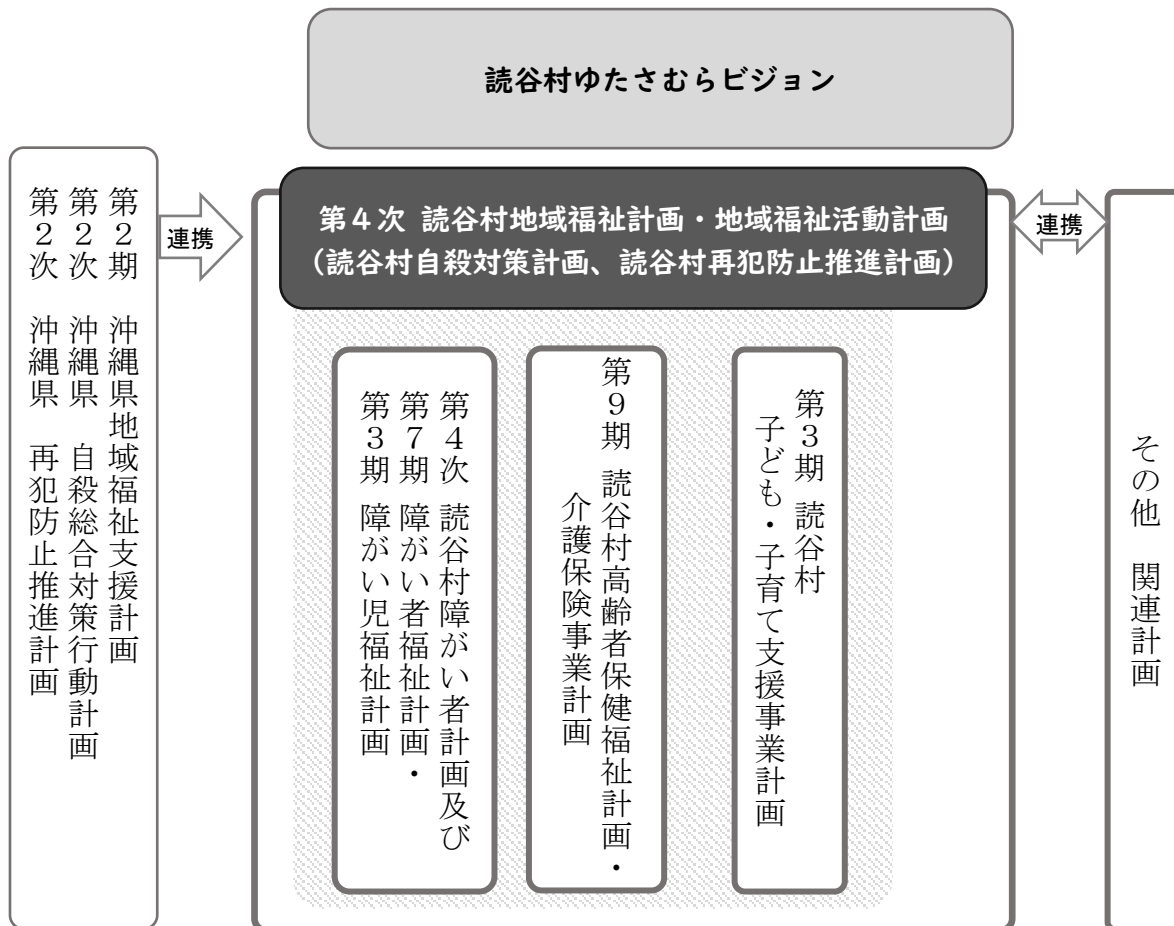 読谷村ゆたさむらビジョン
第２期　沖縄県地域福祉支援計画
第２次　沖縄県　自殺総合対策行動計画
第２次　沖縄県　再犯防止推進計画
連携
第４次 読谷村地域福祉計画・地域福祉活動計画
（読谷村自殺対策計画、読谷村再犯防止推進計画）
連携
第３期 読谷村
子ども・子育て支援事業計画
第９期 読谷村高齢者保健福祉計画・
介護保険事業計画
第４次 読谷村障がい者計画及び
第７期 障がい者福祉計画・
第３期 障がい児福祉計画
その他　関連計画